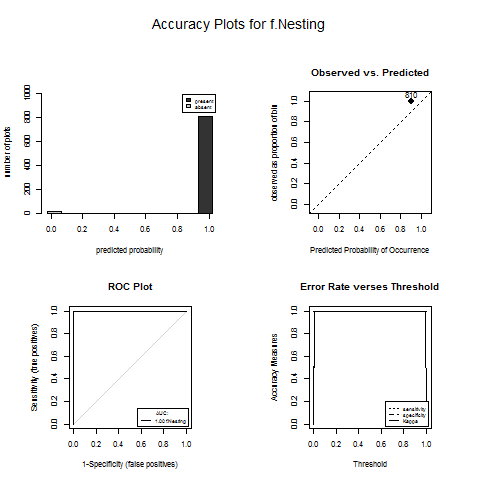 Accuracy Plots for f.Nesting
number of plots
0 200 400 600 800 1000
present
absent
0.0 0.2 0.4 0.6 0.8 1.0
predicted probability
Observed vs. Predicted
observed as proportion of bin
0.0 0.2 0.4 0.6 0.8 1.0
810
0.0 0.2 0.4 0.6 0.8 1.0
Predicted Probability of Occurrence
ROC Plot
Sensitivity (true positives)
0.0 0.2 0.4 0.6 0.8 1.0
AUC:
0.0 0.2 0.4 0.6 0.8 1.0
1-Specificity (false positives)
Error Rate verses Threshold
Accuracy Measures
0.0 0.2 0.4 0.6 0.8 1.0
sensitivity
specificity
Kappa
0.0 0.2 0.4 0.6 0.8 1.0
Threshold